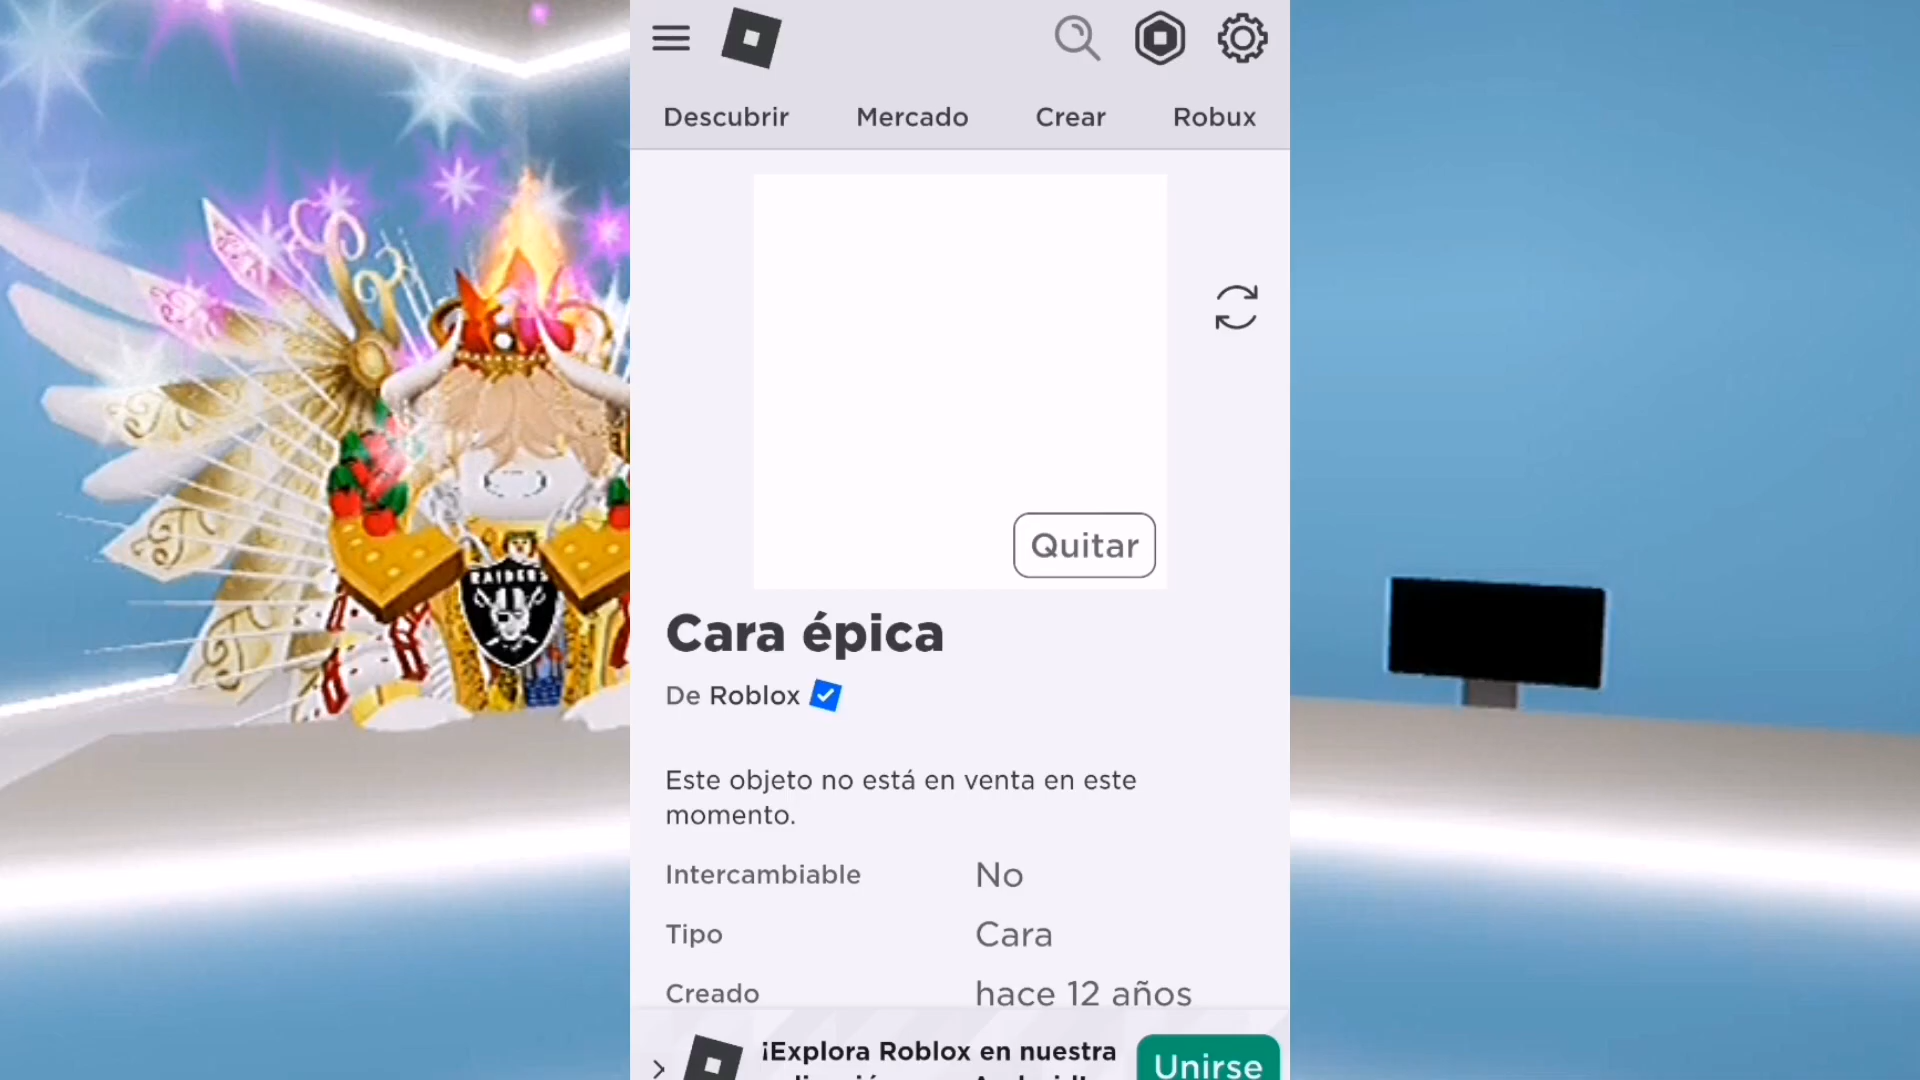 Descubrir Mercado Crear Robux
Quitar
Cara épica
De Roblox
Este objeto no está en venta en este
momento.
Intercambiable No
Tipo Cara
Creado hace 12 años
¡Explora Roblox en nuestra
Unirse
RAIDERS